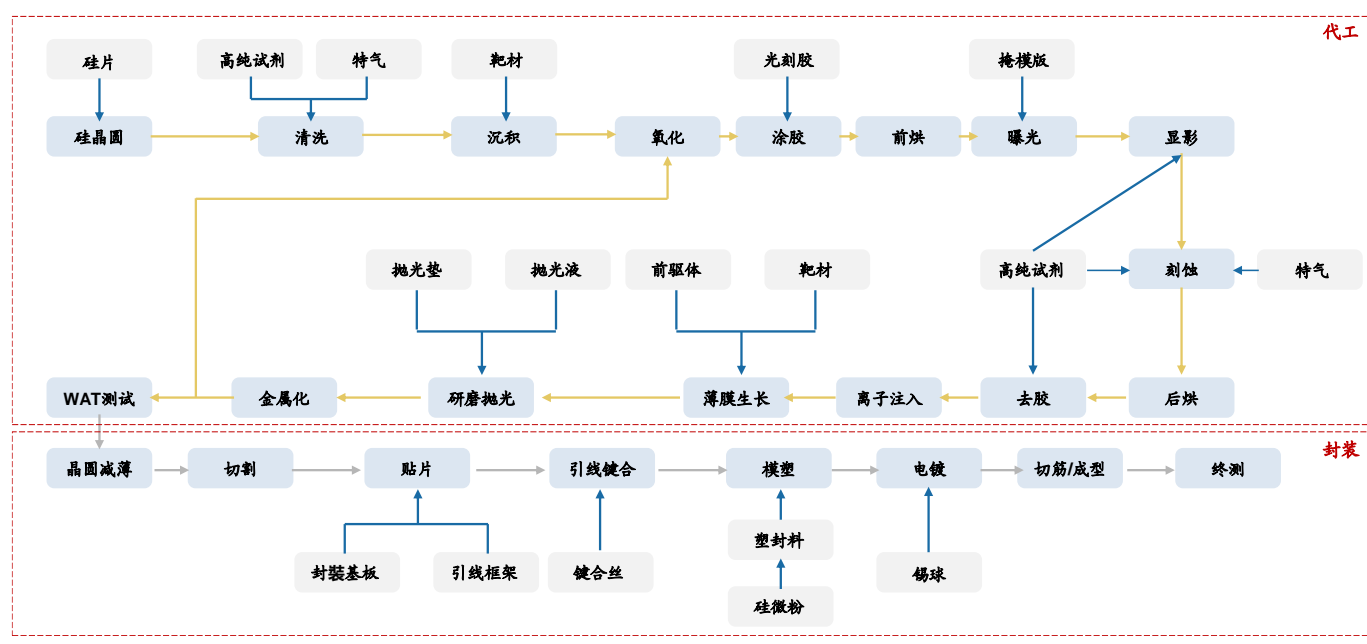 代工
硅片
高纯试剂
特气
靶材
光刻胶
掩模版
硅晶圆
清洗
沉积
氧化
涂胶
前烘
曝光
显影
抛光垫
抛光液
前驱体
靶材
高纯试剂
刻蚀
特气
WAT测试
金属化
研磨抛光
薄膜生长
离子注入
去胶
后烘
封装
晶圆减薄
切割
贴片
引线键合
模塑
电镀
切筋/成型
终测
塑封料
封裝基板
引线框架
键合丝
锡球
硅微粉